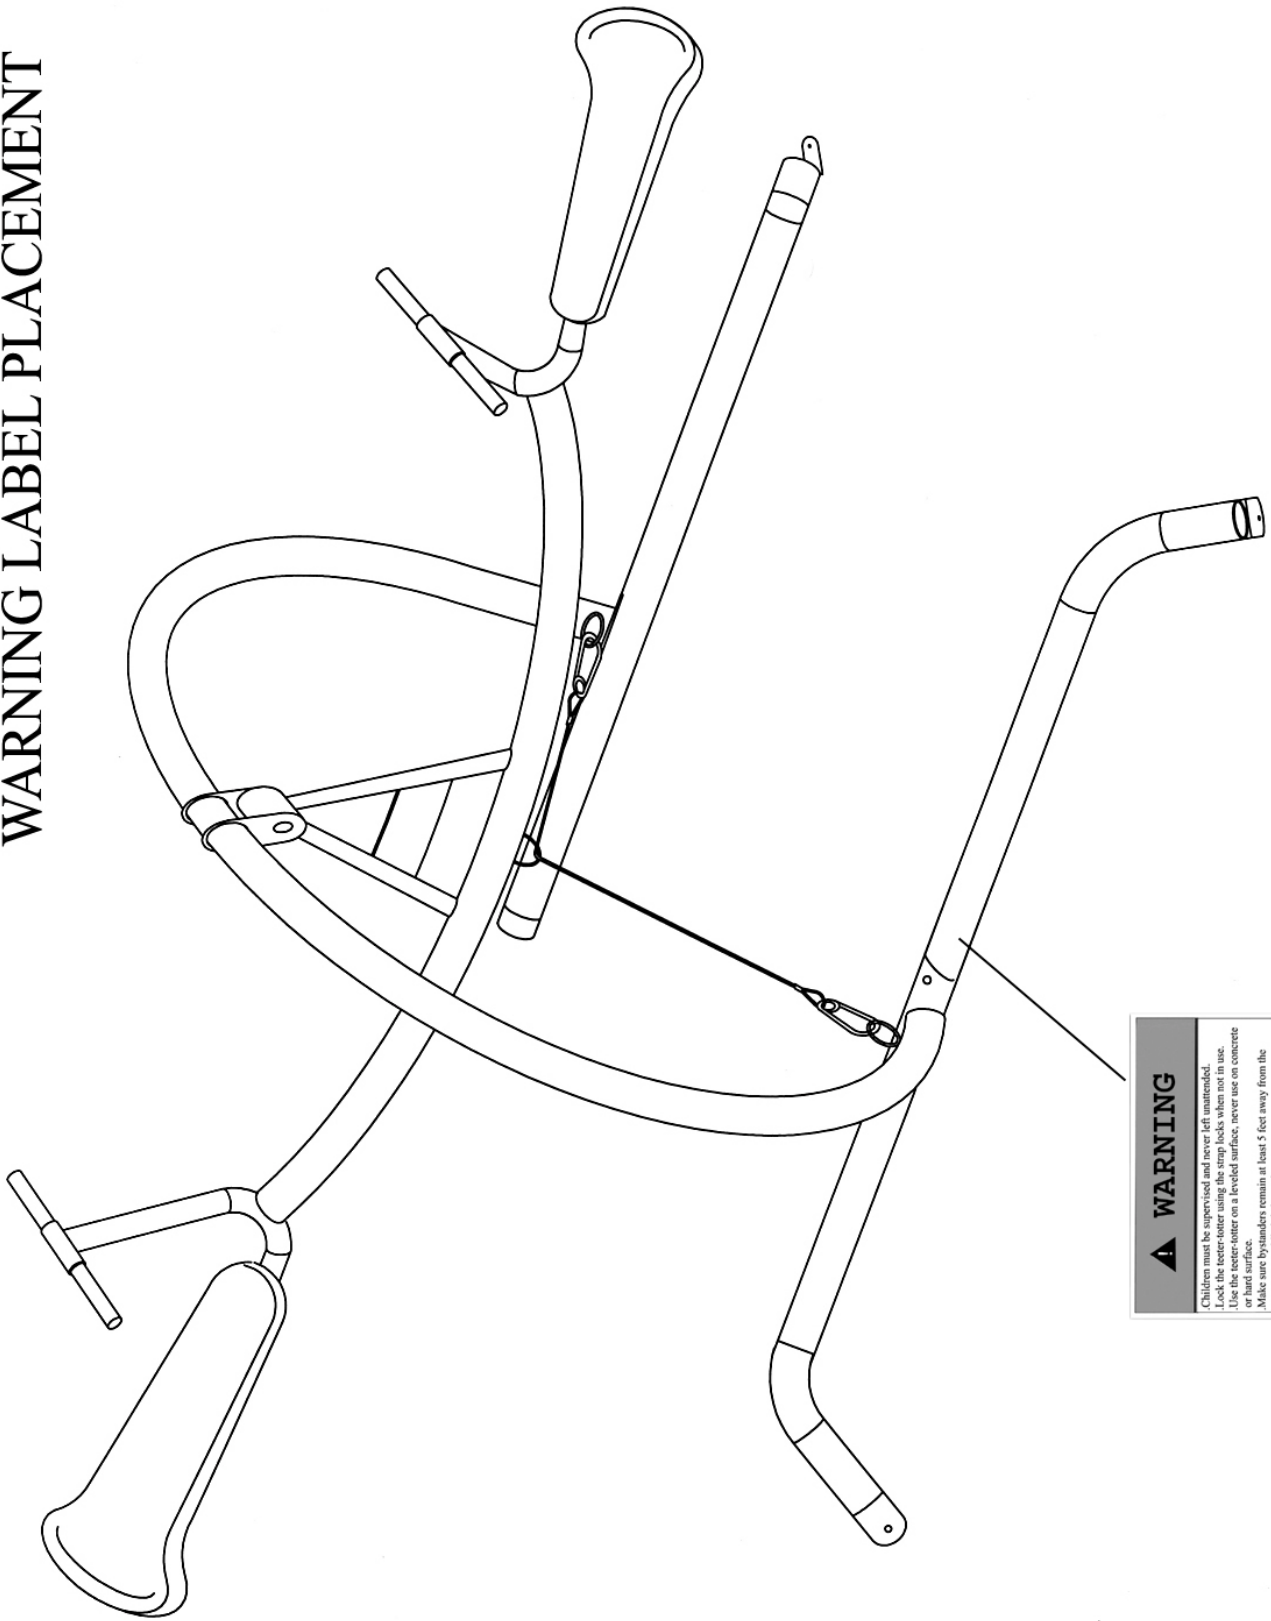 WARNING LABEL PLACEMENT
WARNING
.Children must be supervised and never left unattended.
.Lock the teeter-totter using the strap locks when not in use.
.Use the teeter-totter on a leveled surface, never use on concrete
or hard surface.
.Make sure bystanders remain at least 5 feet away from the